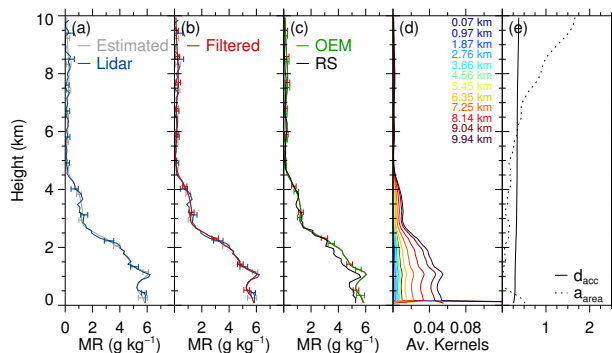 (a)
Estimated
Lidar
(b)
Filtered
(c)
OEM
RS
(d)
0.07 km
0.97 km
1.87 km
2.76 km
3.66 km
4.56 km
5.45 km
6.35 km
7.25 km
8.14 km
9.04 km
9.94 km
(e)
d_acc
a_area
Height (km)
10
8
6
4
2
0
0 2 4 6
0 2 4 6
0 2 4 6
0.04 0.08
1 2
MR (g kg⁻¹)
MR (g kg⁻¹)
MR (g kg⁻¹)
Av. Kernels